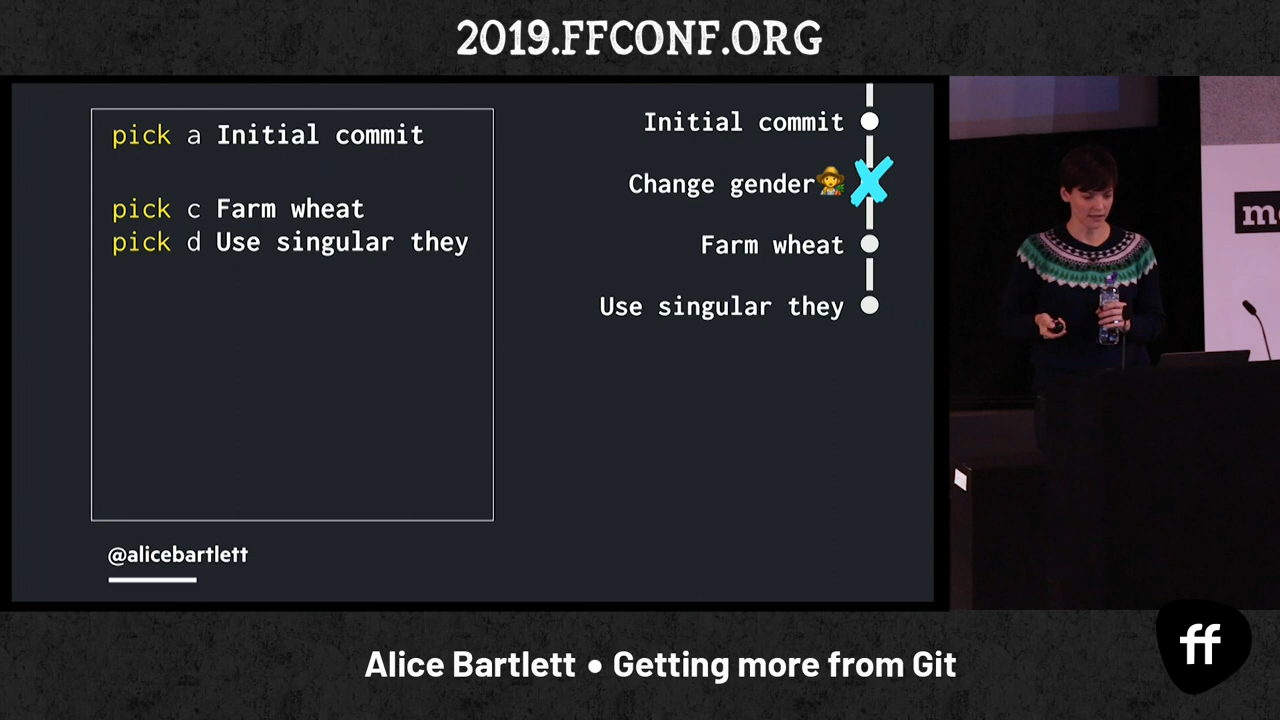 2019.FFCONF.ORG
pick a Initial commit
pick c Farm wheat
pick d Use singular they
Initial commit
Change gender
Farm wheat
Use singular they
@alicebartlett
Alice Bartlett • Getting more from Git
ff